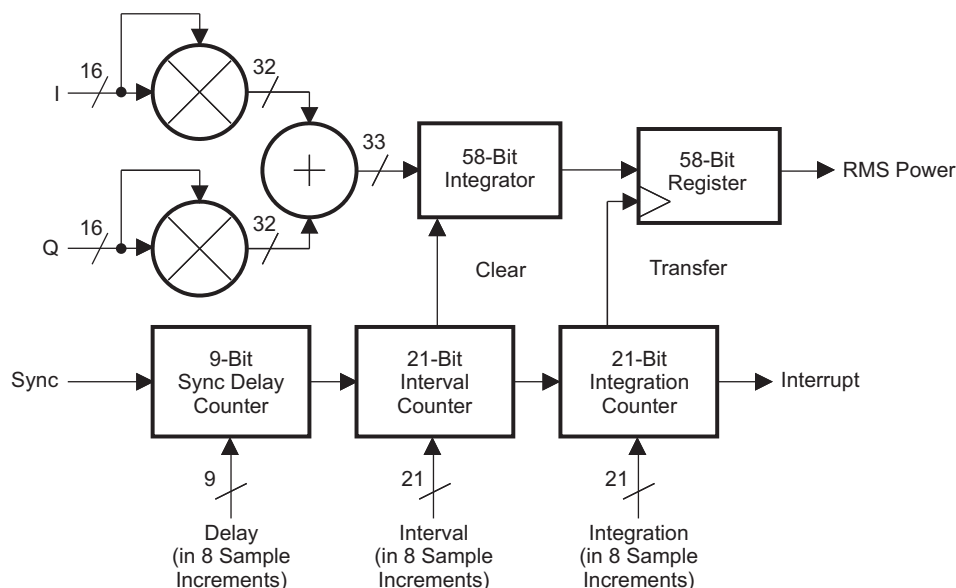 I
16
32
33
58-Bit
Integrator
58-Bit
Register
RMS Power
Q
16
32
Clear
Transfer
Sync
9-Bit
Sync Delay
Counter
21-Bit
Interval
Counter
21-Bit
Integration
Counter
Interrupt
9
21
21
Delay
(in 8 Sample
Increments)
Interval
(in 8 Sample
Increments)
Integration
(in 8 Sample
Increments)